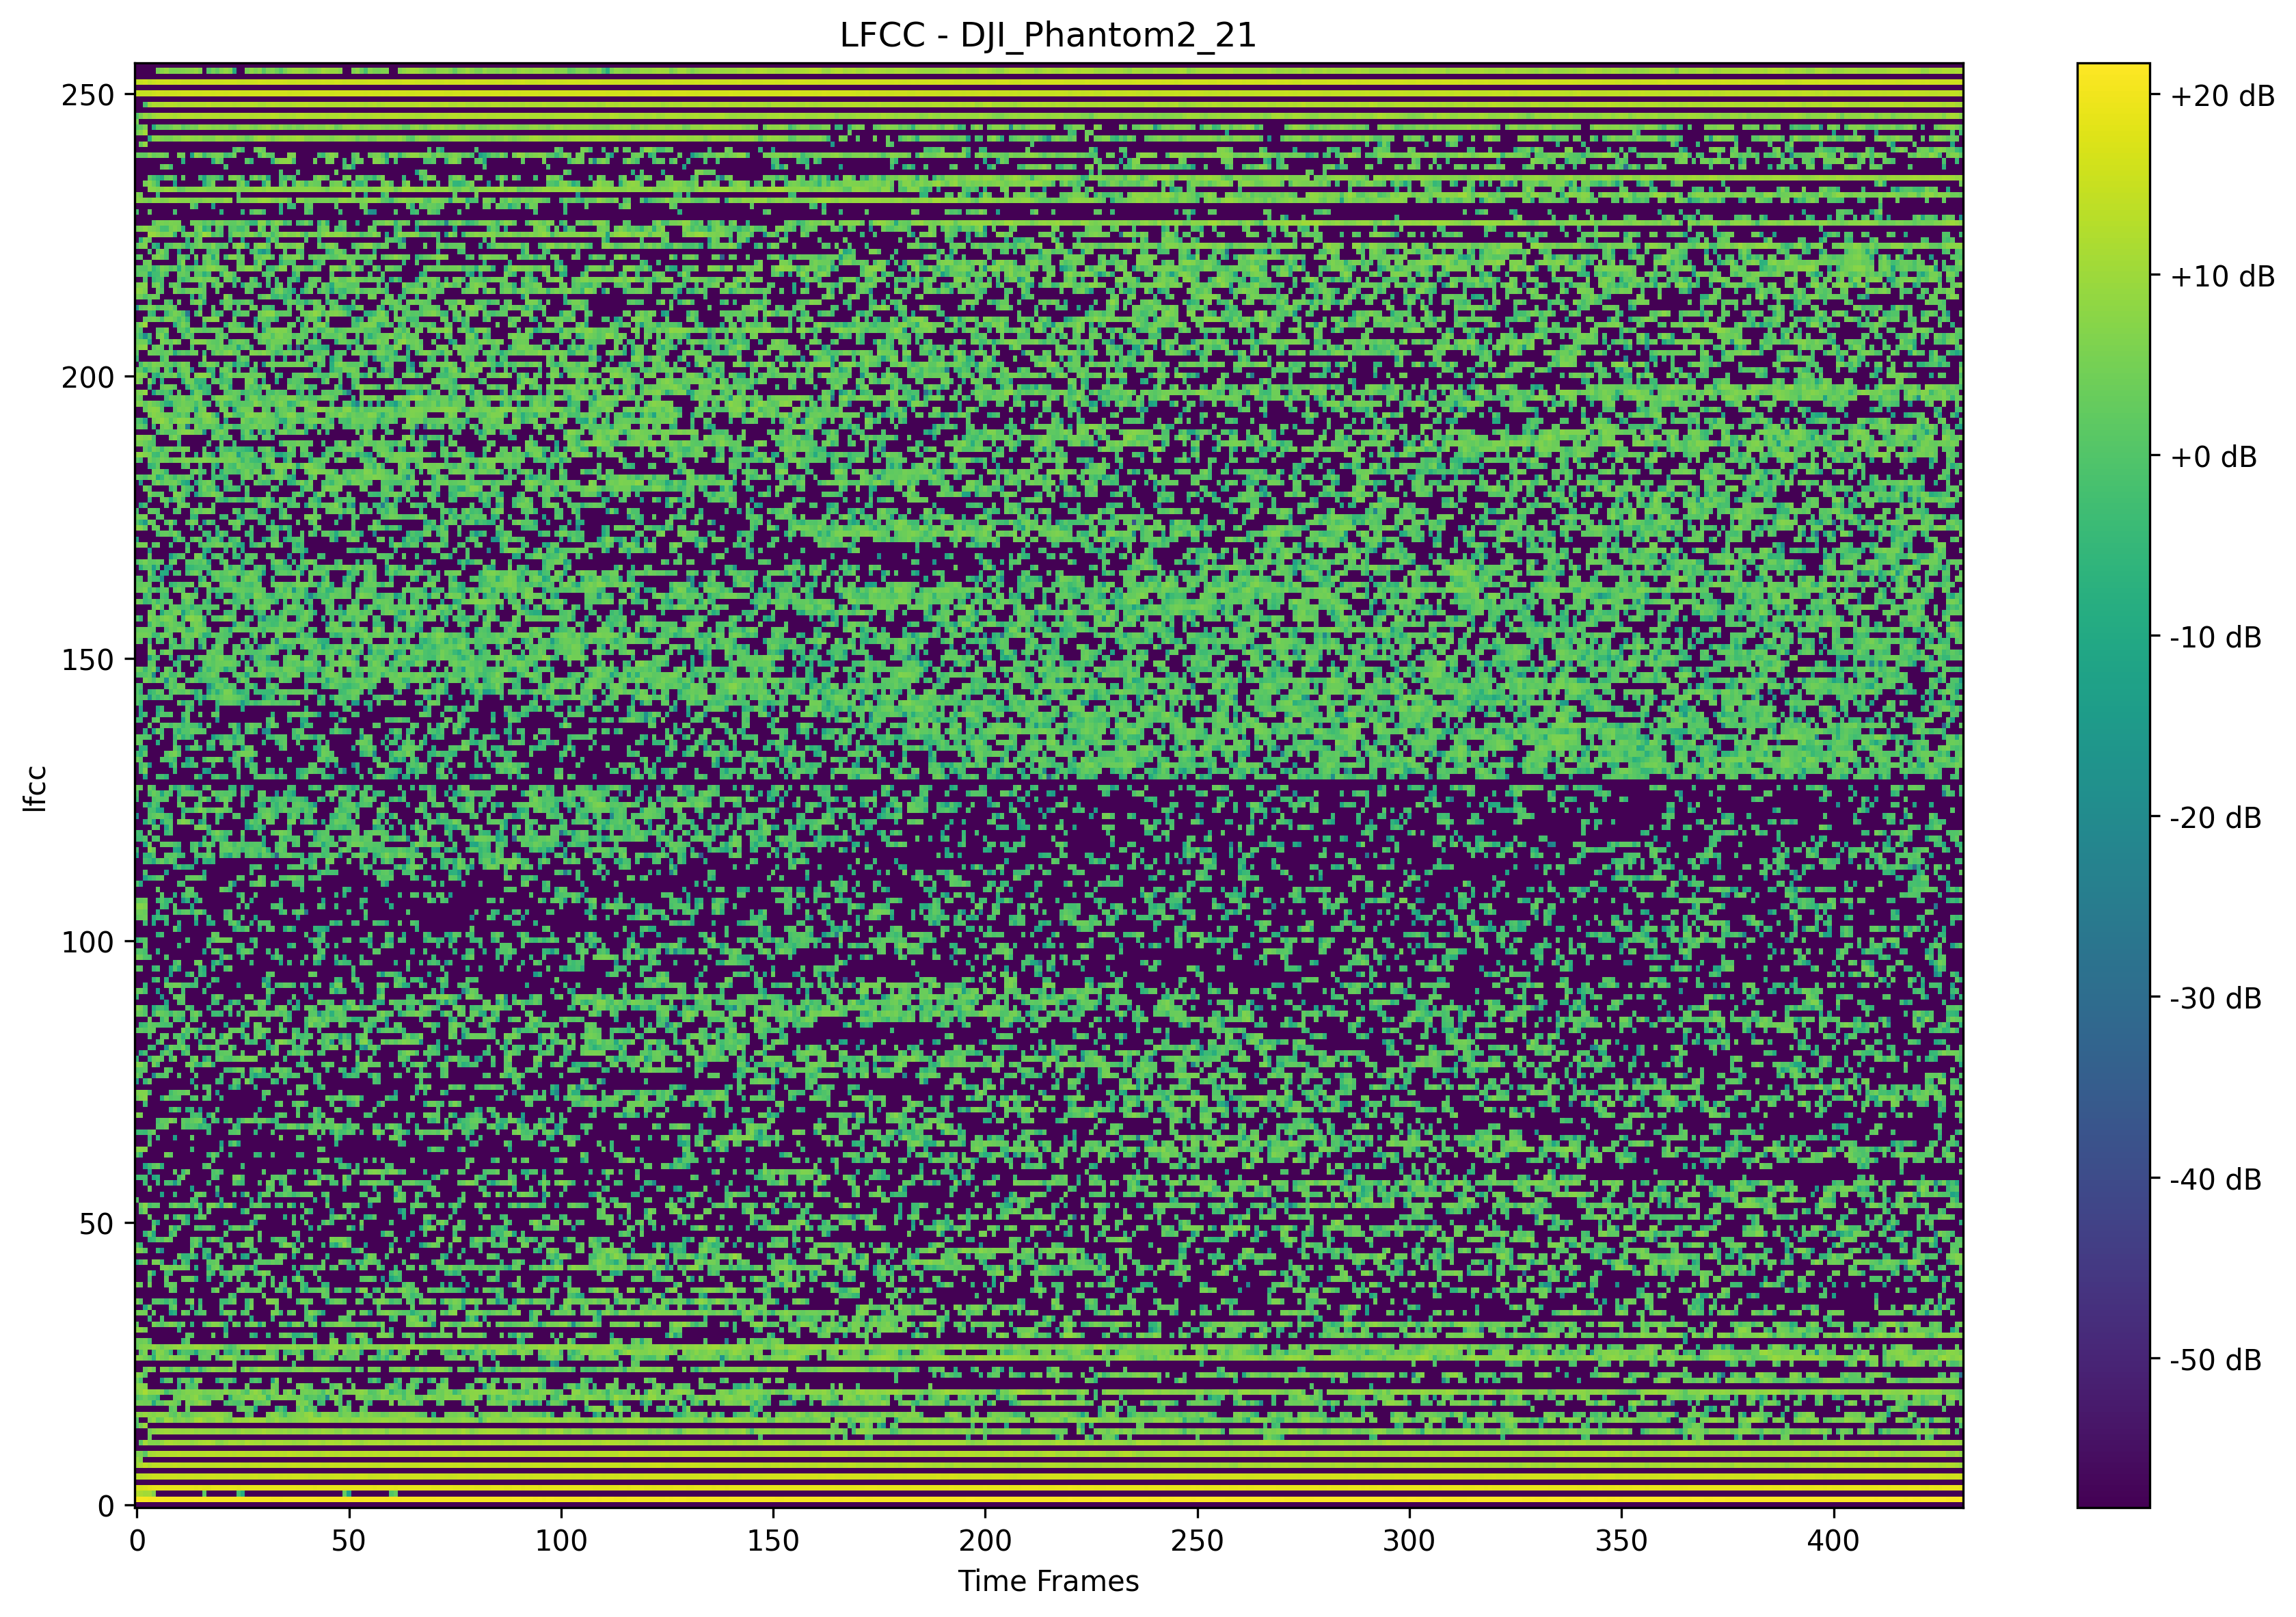 LFCC - DJI_Phantom2_21
250
200
150
100
50
0
lfcc
0 50 100 150 200 250 300 350 400
Time Frames
+20 dB
+10 dB
+0 dB
-10 dB
-20 dB
-30 dB
-40 dB
-50 dB